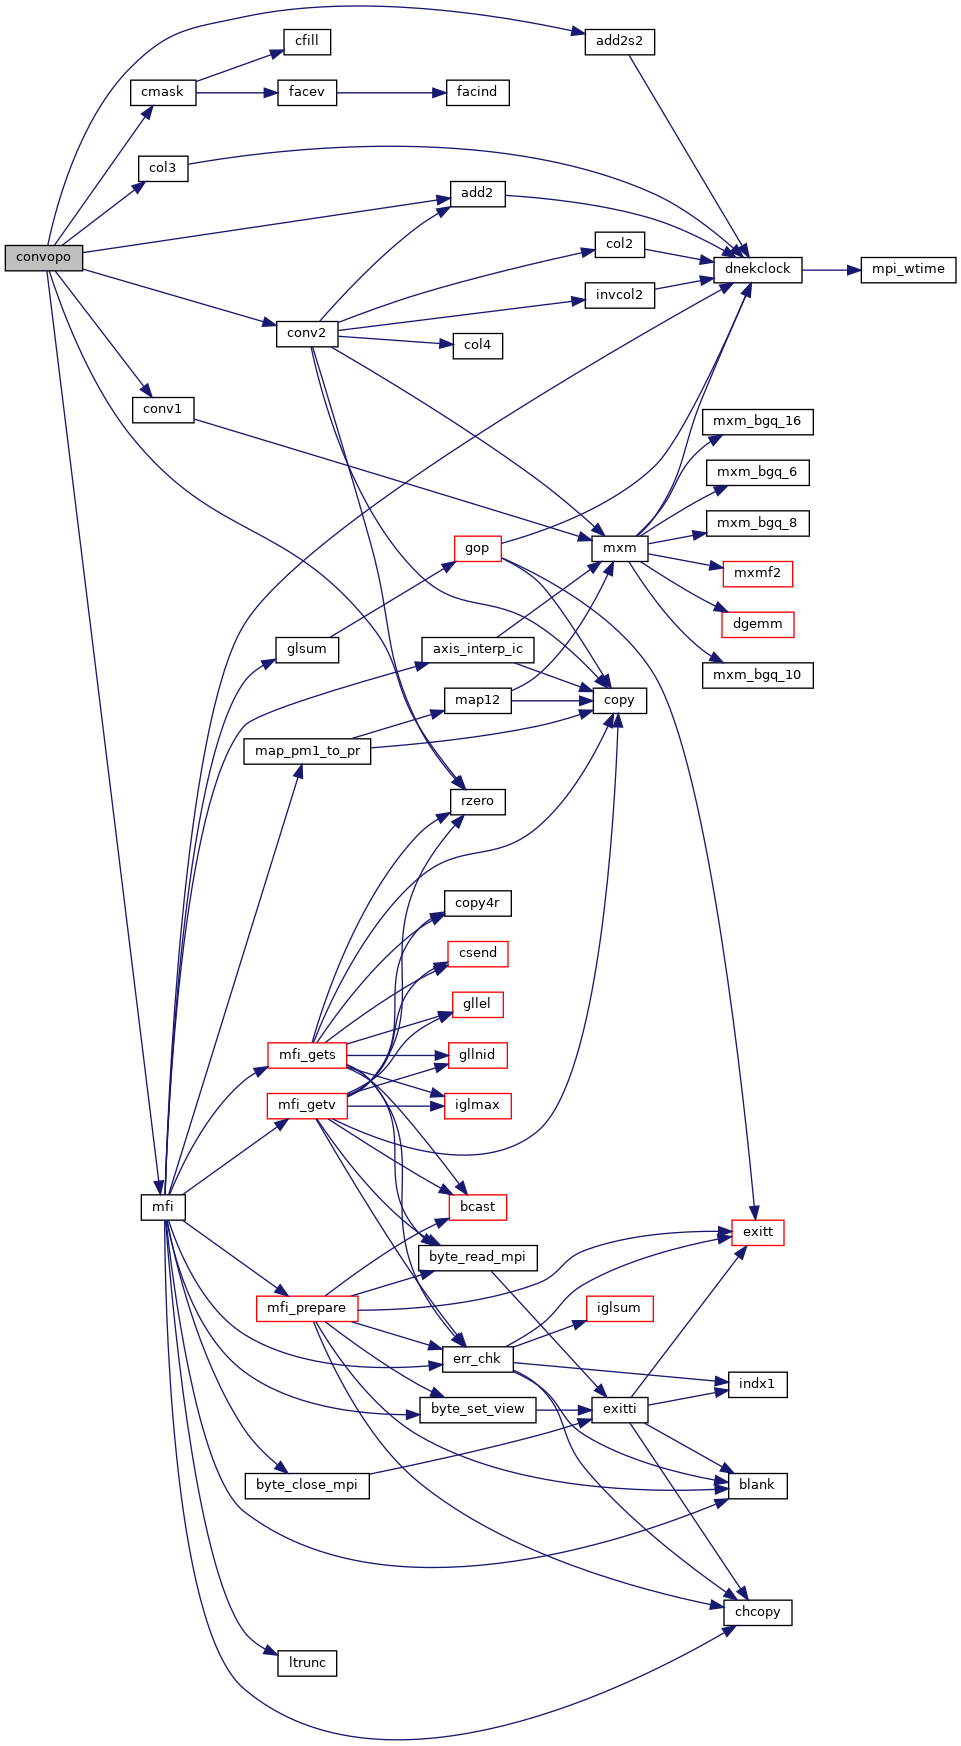 add2s2
cfill
cmask
facev
facind
col3
add2
convopo
col2
dnekclock
mpi_wtime
invcol2
conv2
col4
conv1
mxm_bgq_16
mxm_bgq_6
mxm_bgq_8
gop
mxm
mxmf2
dgemm
glsum
axis_interp_ic
mxm_bgq_10
map12
copy
map_pm1_to_pr
rzero
copy4r
csend
gllel
mfi_gets
gllnid
mfi_getv
iglmax
mfi
bcast
exitt
byte_read_mpi
mfi_prepare
iglsum
err_chk
indx1
byte_set_view
exitti
byte_close_mpi
blank
chcopy
ltrunc